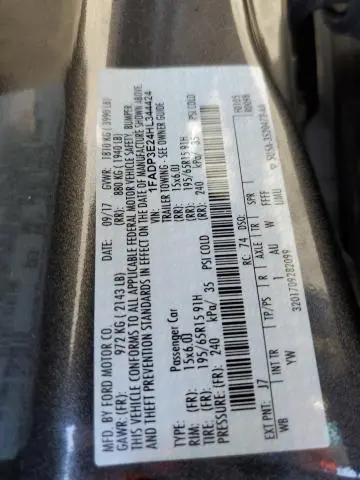 MFD. BY FORD MOTOR CO.
DATE: 09/17 GVWR: 1810 KG ( 3990 LB)
GAWR: (FR): 972 KG ( 2143 LB) (RR): 880 KG (1940 LB)
THIS VEHICLE CONFORMS TO ALL APPLICABLE FEDERAL MOTOR VEHICLE SAFETY, BUMPER
AND THEFT PREVENTION STANDARDS IN EFFECT ON THE DATE OF MANUFACTURE SHOWN ABOVE.
VIN: 1FADP3E24HL344424
TYPE: Passenger Car TRAILER TOWING - SEE OWNERS GUIDE
RIM: (FR): 15x6.0J (RR): 15x6.0J
TIRE: (FR): 195/65R15 91H (RR): 195/65R15 91H
PRESSURE: (FR): 240 kPa/ 35 PSI COLD (RR): 240 kPa/ 35 PSI COLD
EXT PNT: 17 RC: 74 DSO:
WB INT TR TP/PS R AXLE TR SPR
YW 1 AU W F UMU
3201709282099